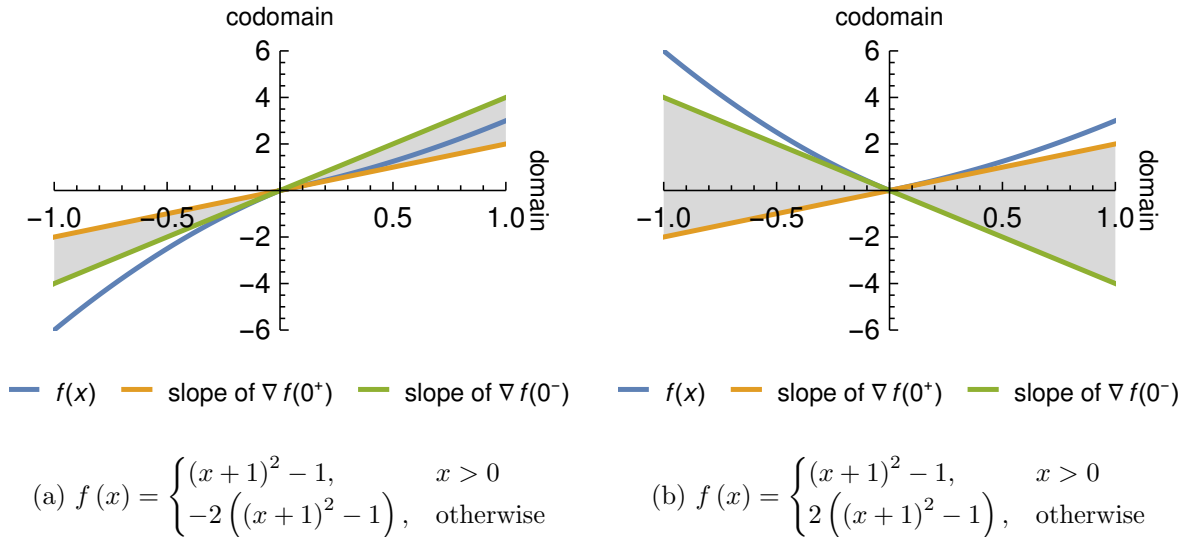 codomain
6
4
2
-1.0 -0.5 0.5 1.0
domain
-2
-4
-6
f(x) slope of ∇ f(0⁺) slope of ∇ f(0⁻)
(a) f (x) = { (x + 1)² − 1, x > 0
−2 ((x + 1)² − 1), otherwise
codomain
6
4
2
-1.0 -0.5 0.5 1.0
domain
-2
-4
-6
f(x) slope of ∇ f(0⁺) slope of ∇ f(0⁻)
(b) f (x) = { (x + 1)² − 1, x > 0
2 ((x + 1)² − 1), otherwise